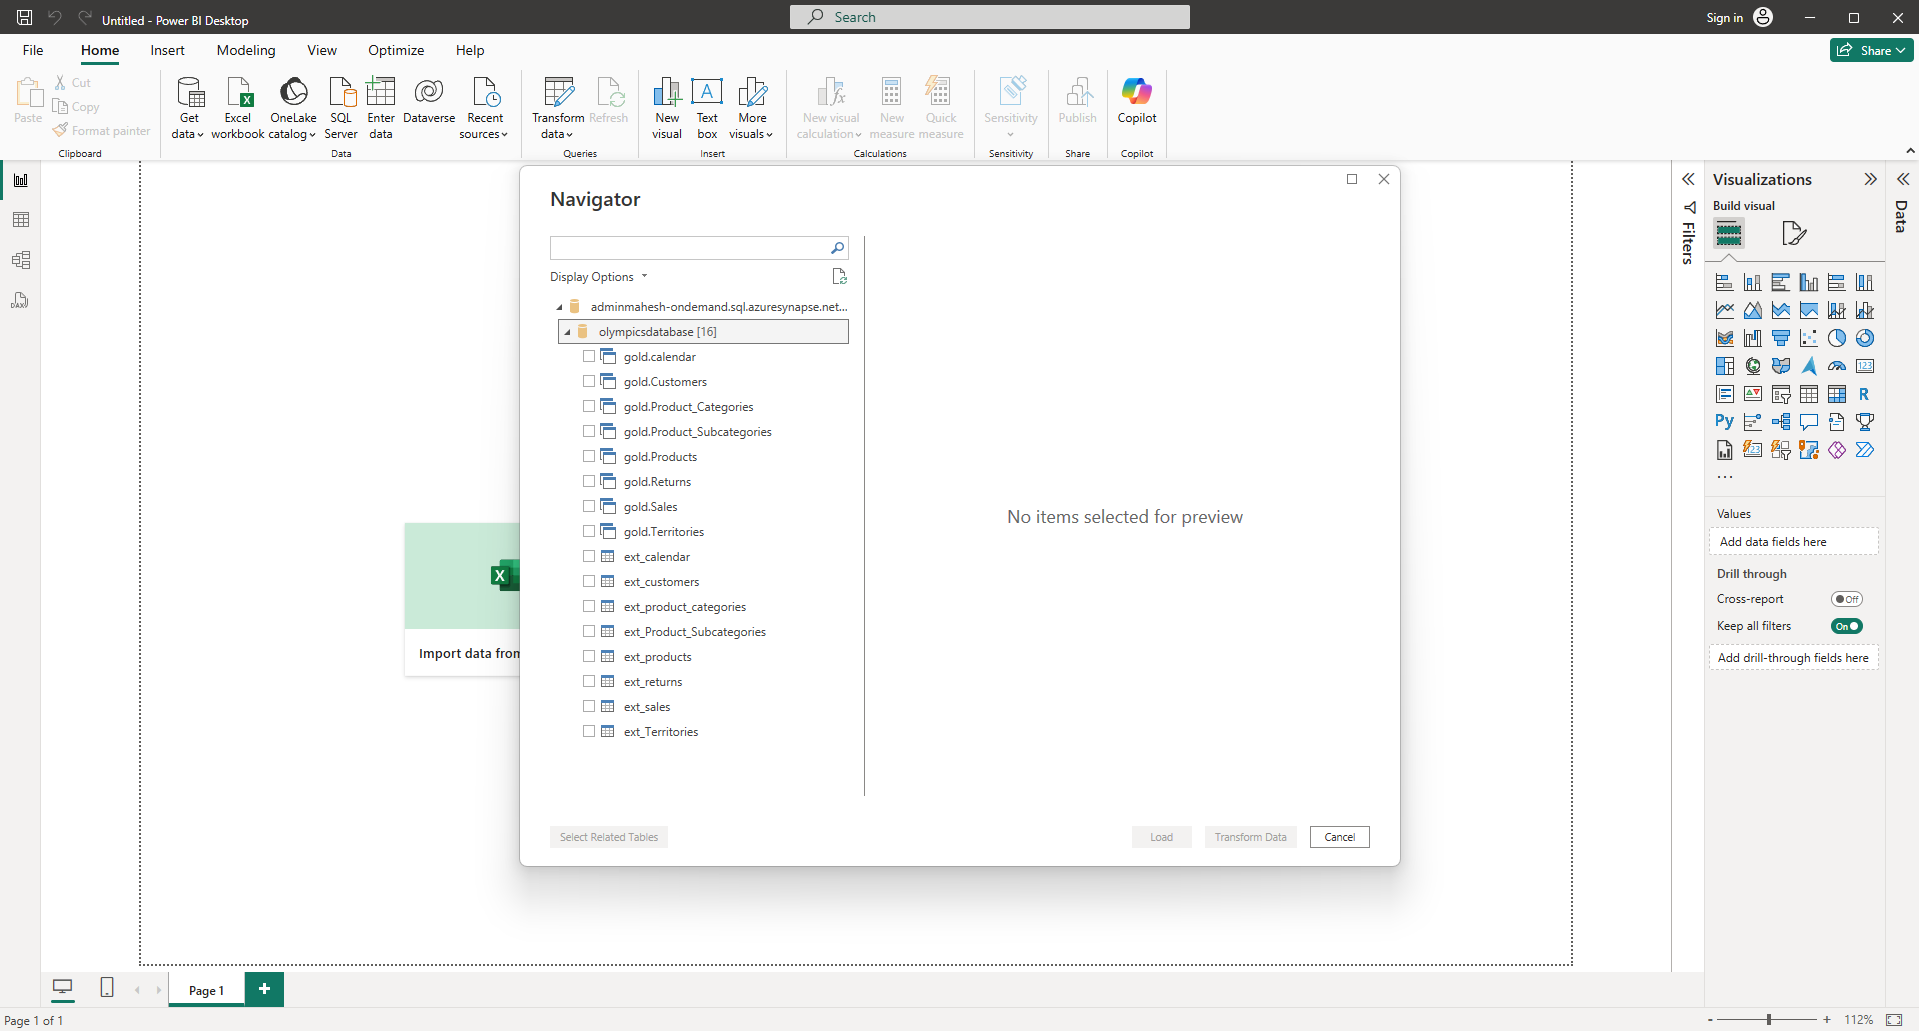 Untitled - Power BI Desktop
Search
Sign in
File
Home
Insert
Modeling
View
Optimize
Help
Share
Paste
Cut
Copy
Format painter
Clipboard
Get data
Excel workbook
OneLake catalog
SQL Server
Enter data
Dataverse
Recent sources
Data
Transform data
Refresh
Queries
New visual
Text box
More visuals
Insert
New visual calculation
New measure
Quick measure
Calculations
Sensitivity
Sensitivity
Publish
Share
Copilot
Copilot
Navigator
Display Options
adminmahesh-ondemand.sql.azuresynapse.net...
olympicsdatabase [16]
gold.calendar
gold.Customers
gold.Product_Categories
gold.Product_Subcategories
gold.Products
gold.Returns
gold.Sales
gold.Territories
ext_calendar
ext_customers
ext_product_categories
ext_Product_Subcategories
ext_products
ext_returns
ext_sales
ext_Territories
No items selected for preview
Select Related Tables
Load
Transform Data
Cancel
Import data from
Filters
Visualizations
Build visual
123
R
Py
123
...
Values
Add data fields here
Drill through
Cross-report
Off
Keep all filters
On
Add drill-through fields here
Data
DAX
Page 1
+
Page 1 of 1
- + 112%